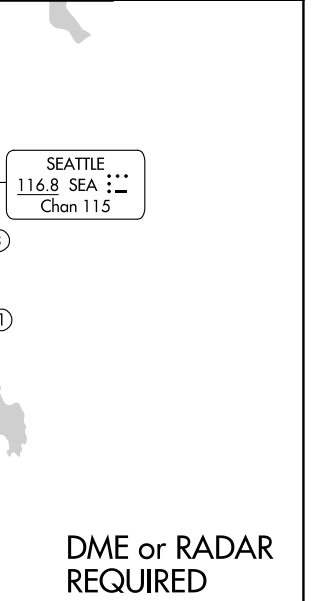 SEATTLE
116.8 SEA
Chan 115
DME or RADAR
REQUIRED